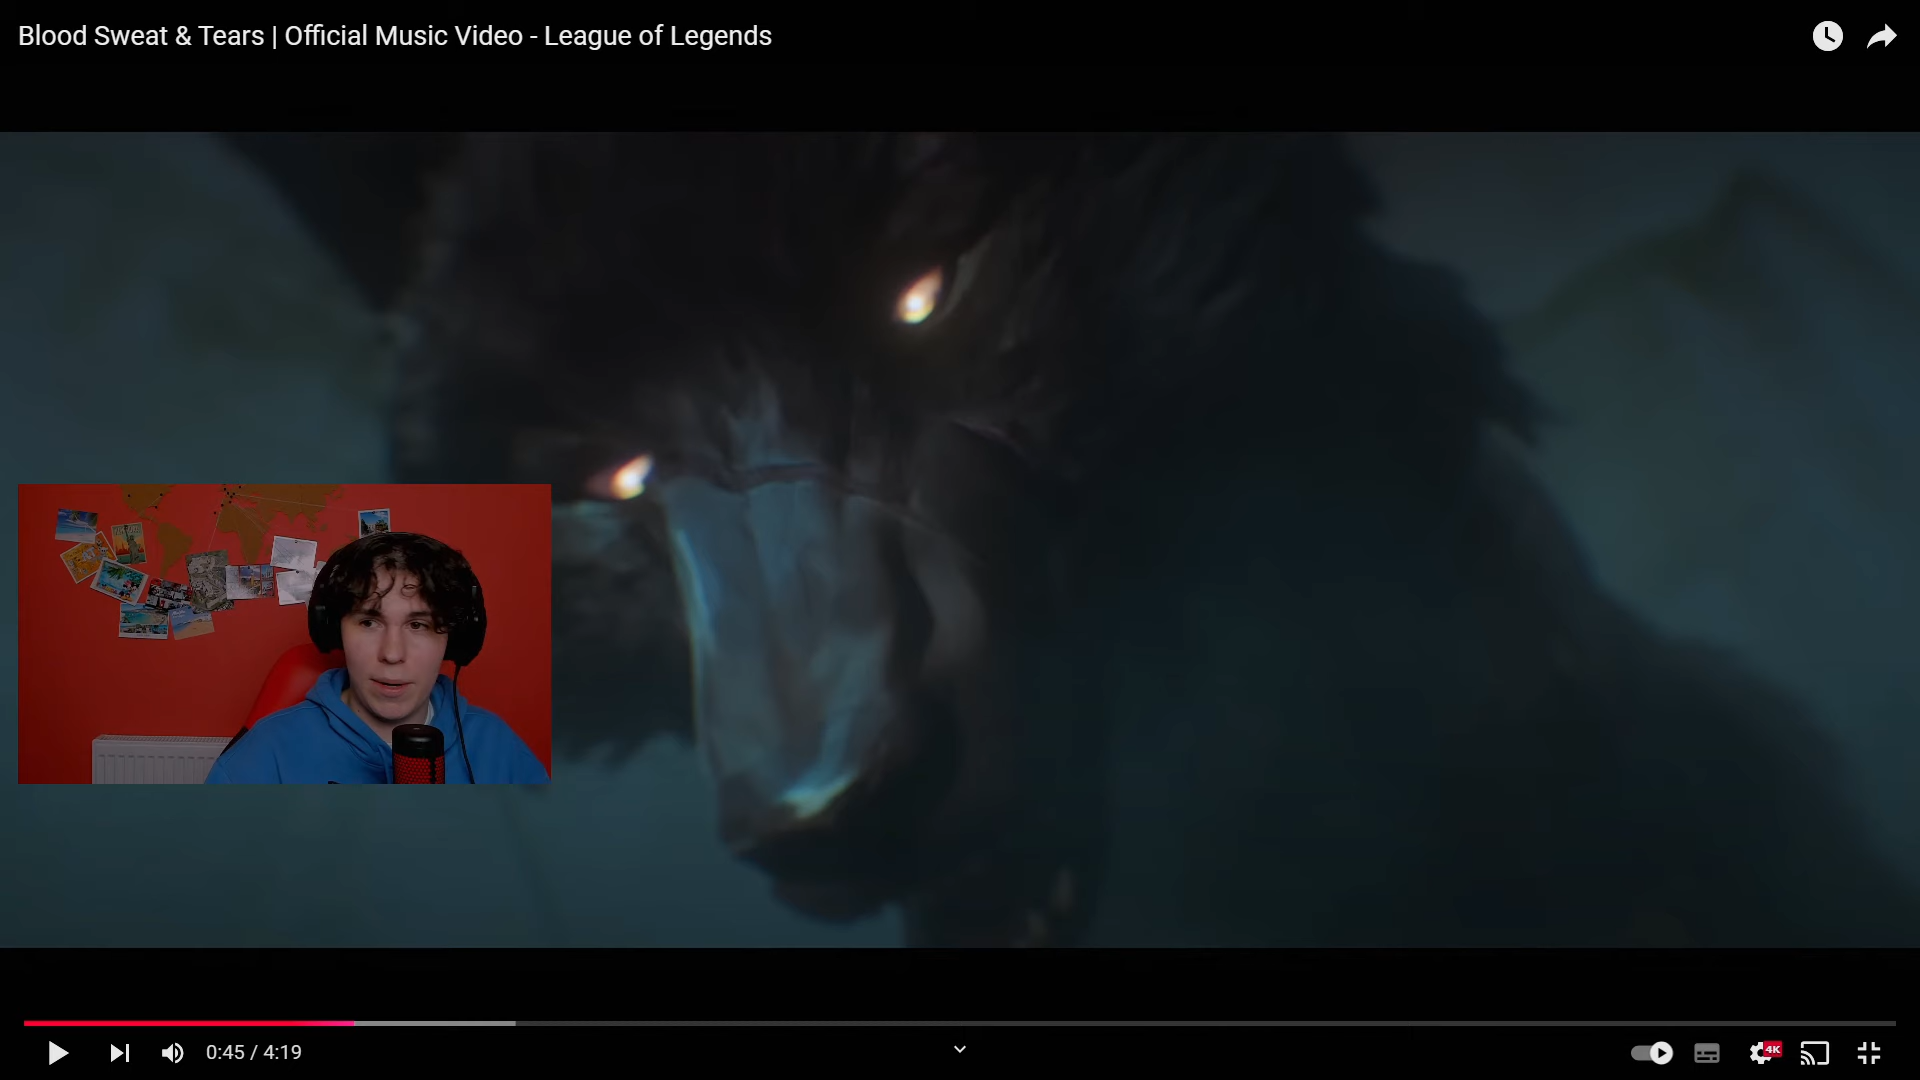 Blood Sweat & Tears | Official Music Video - League of Legends
0:45 / 4:19
4K